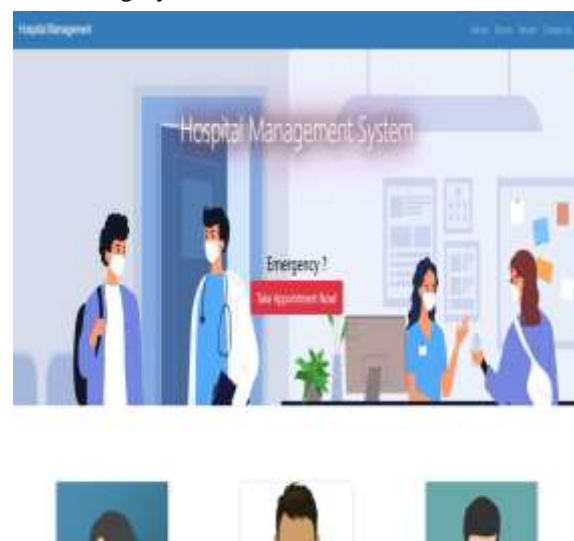 Hospital Management
Hospital Management System
Emergency ?
Take Appointment Now!